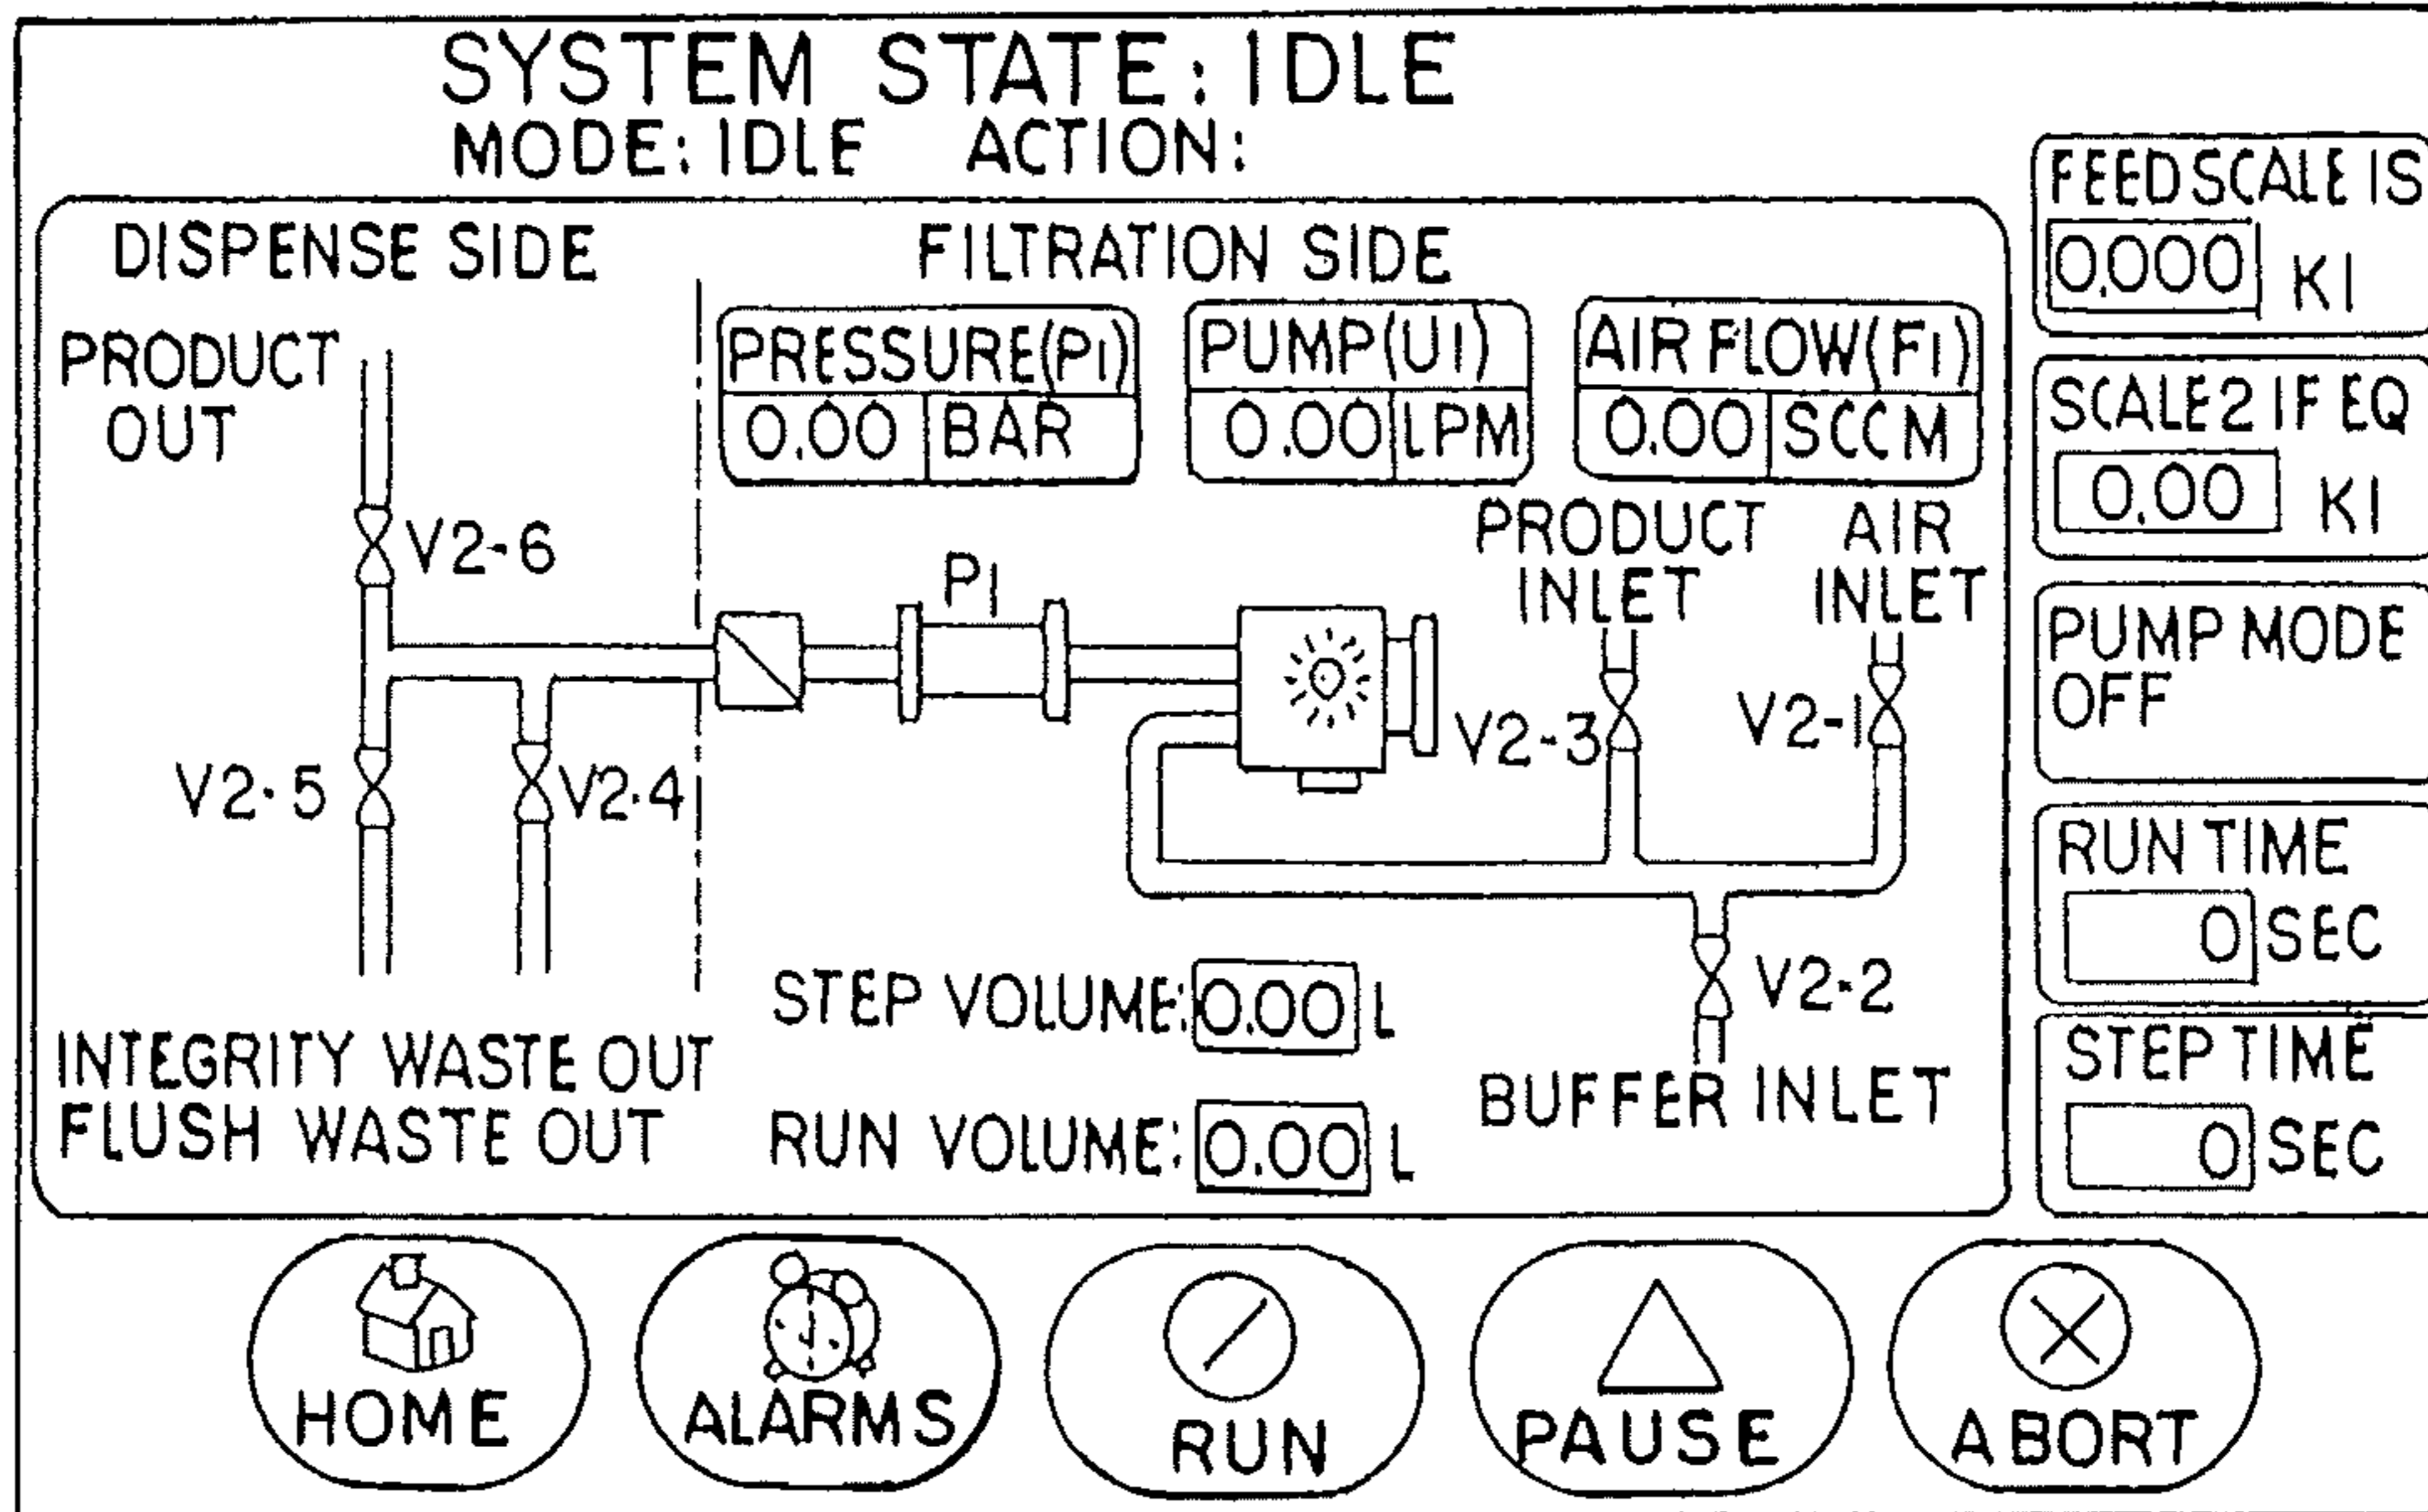 SYSTEM STATE: IDLE
MODE: IDLE ACTION:
DISPENSE SIDE
FILTRATION SIDE
PRODUCT
OUT
PRESSURE(P1)
0.00 BAR
PUMP(U1)
0.00 LPM
AIR FLOW(F1)
0.00 SCCM
V2-6
P1
PRODUCT
INLET
AIR
INLET
V2-3
V2-1
V2-5
V2-4
V2-2
STEP VOLUME: 0.00 L
RUN VOLUME: 0.00 L
BUFFER INLET
INTEGRITY WASTE OUT
FLUSH WASTE OUT
FEED SCALE IS
0.000 KI
SCALE 2 IF EQ
0.00 KI
PUMP MODE
OFF
RUN TIME
0 SEC
STEP TIME
0 SEC
HOME
ALARMS
RUN
PAUSE
ABORT